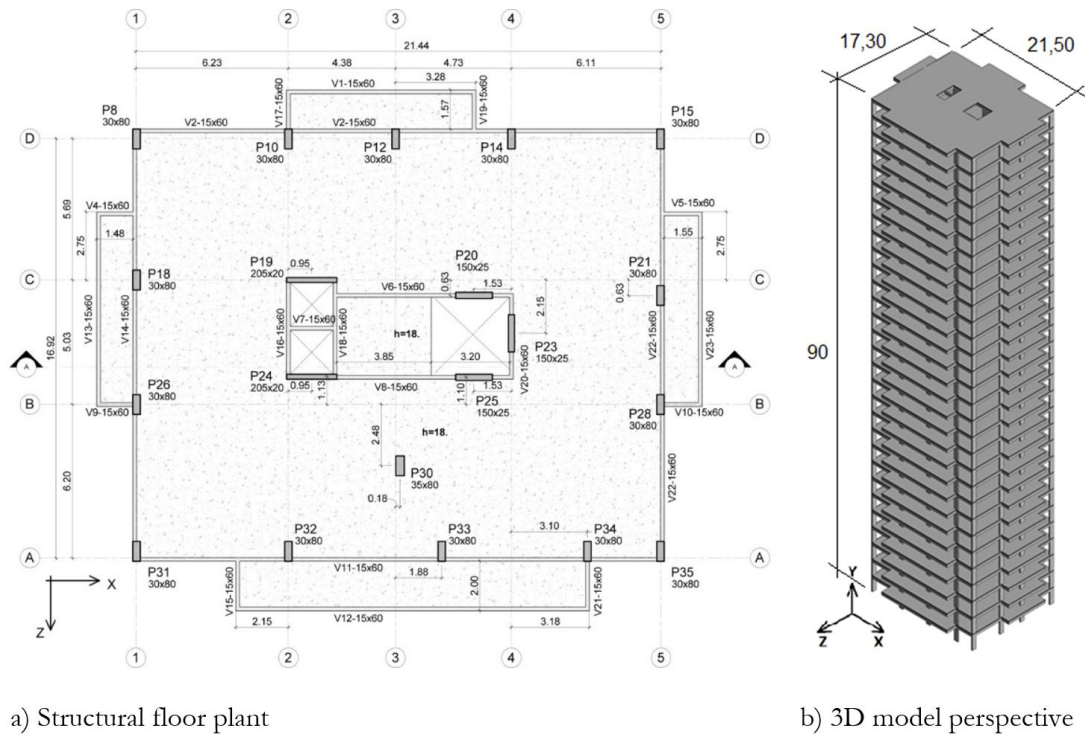 1 2 3 4 5
21.44
6.23 4.38 4.73 6.11
3.28
V1-15x60
V17-15x60
V19-15x60
1.57
P8
30x80
V2-15x60
V2-15x60
P15
30x80
D
D
P10
30x80
P12
30x80
P14
30x80
5.69
V4-15x60
V5-15x60
1.48
1.55
2.75
2.75
P19
205x20
0.95
P20
150x25
P21
30x80
C
C
P18
30x80
0.63
1.53
0.63
V6-15x60
2.15
V13-15x60
V14-15x60
V16-15x60
V7-15x60
V18-15x60
h=18.
P23
150x25
V22-15x60
V23-15x60
16.92
5.03
3.85
3.20
V20-15x60
A
A
P26
30x80
P24
205x20
0.95
1.13
V8-15x60
1.10
1.53
P25
150x25
P28
30x80
B
B
V9-15x60
V10-15x60
h=18.
2.48
6.20
P30
35x80
0.18
V22-15x60
P32
30x80
P33
30x80
3.10
P34
30x80
A
A
P31
30x80
V11-15x60
1.88
P35
30x80
V15-15x60
2.00
V21-15x60
V12-15x60
2.15
3.18
X
Z
1 2 3 4 5
17,30
21,50
90
Y
Z
X
a) Structural floor plant
b) 3D model perspective